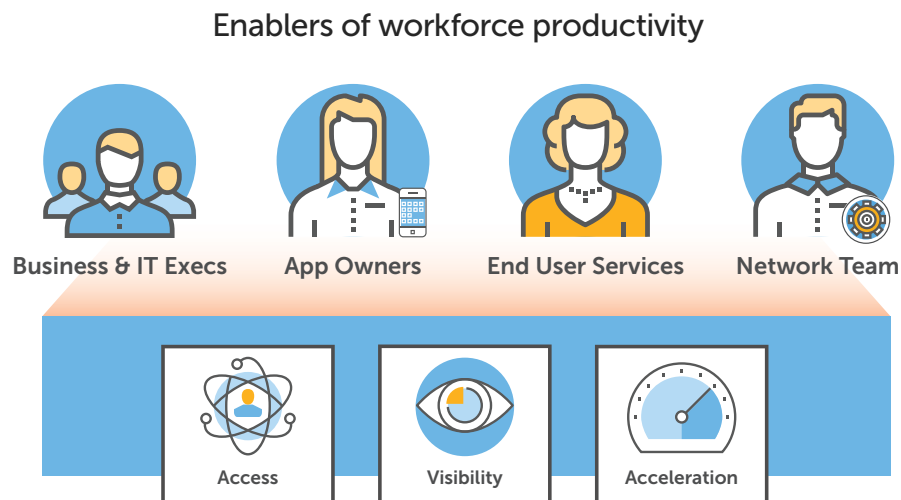 Enablers of workforce productivity
Business & IT Execs
App Owners
End User Services
Network Team
Access
Visibility
Acceleration